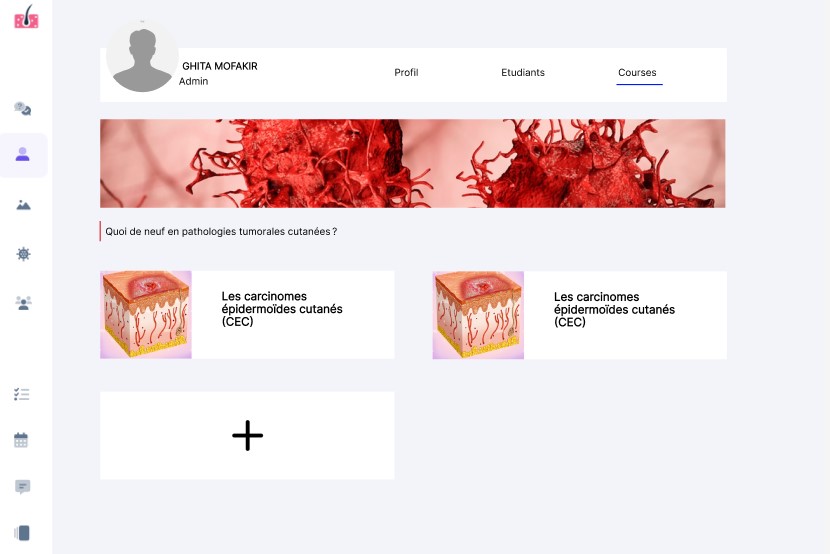 GHITA MOFAKIR
Admin
Profil
Etudiants
Courses
Quoi de neuf en pathologies tumorales cutanées ?
Les carcinomes
épidermoïdes cutanés
(CEC)
Les carcinomes
épidermoïdes cutanés
(CEC)